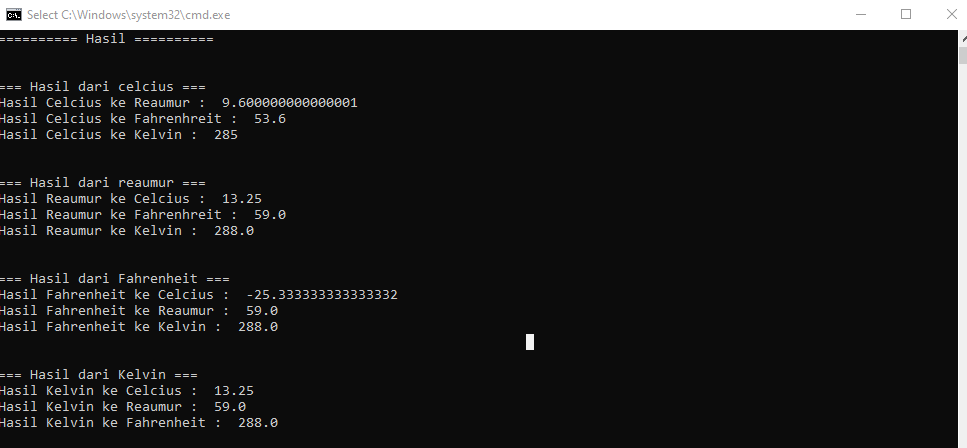 Select C:\Windows\system32\cmd.exe
========== Hasil ==========
=== Hasil dari celcius ===
Hasil Celcius ke Reaumur :  9.600000000000001
Hasil Celcius ke Fahrenhreit :  53.6
Hasil Celcius ke Kelvin :  285
=== Hasil dari reaumur ===
Hasil Reaumur ke Celcius :  13.25
Hasil Reaumur ke Fahrenhreit :  59.0
Hasil Reaumur ke Kelvin :  288.0
=== Hasil dari Fahrenheit ===
Hasil Fahrenheit ke Celcius :  -25.333333333333332
Hasil Fahrenheit ke Reaumur :  59.0
Hasil Fahrenheit ke Kelvin :  288.0
=== Hasil dari Kelvin ===
Hasil Kelvin ke Celcius :  13.25
Hasil Kelvin ke Reaumur :  59.0
Hasil Kelvin ke Fahrenheit :  288.0